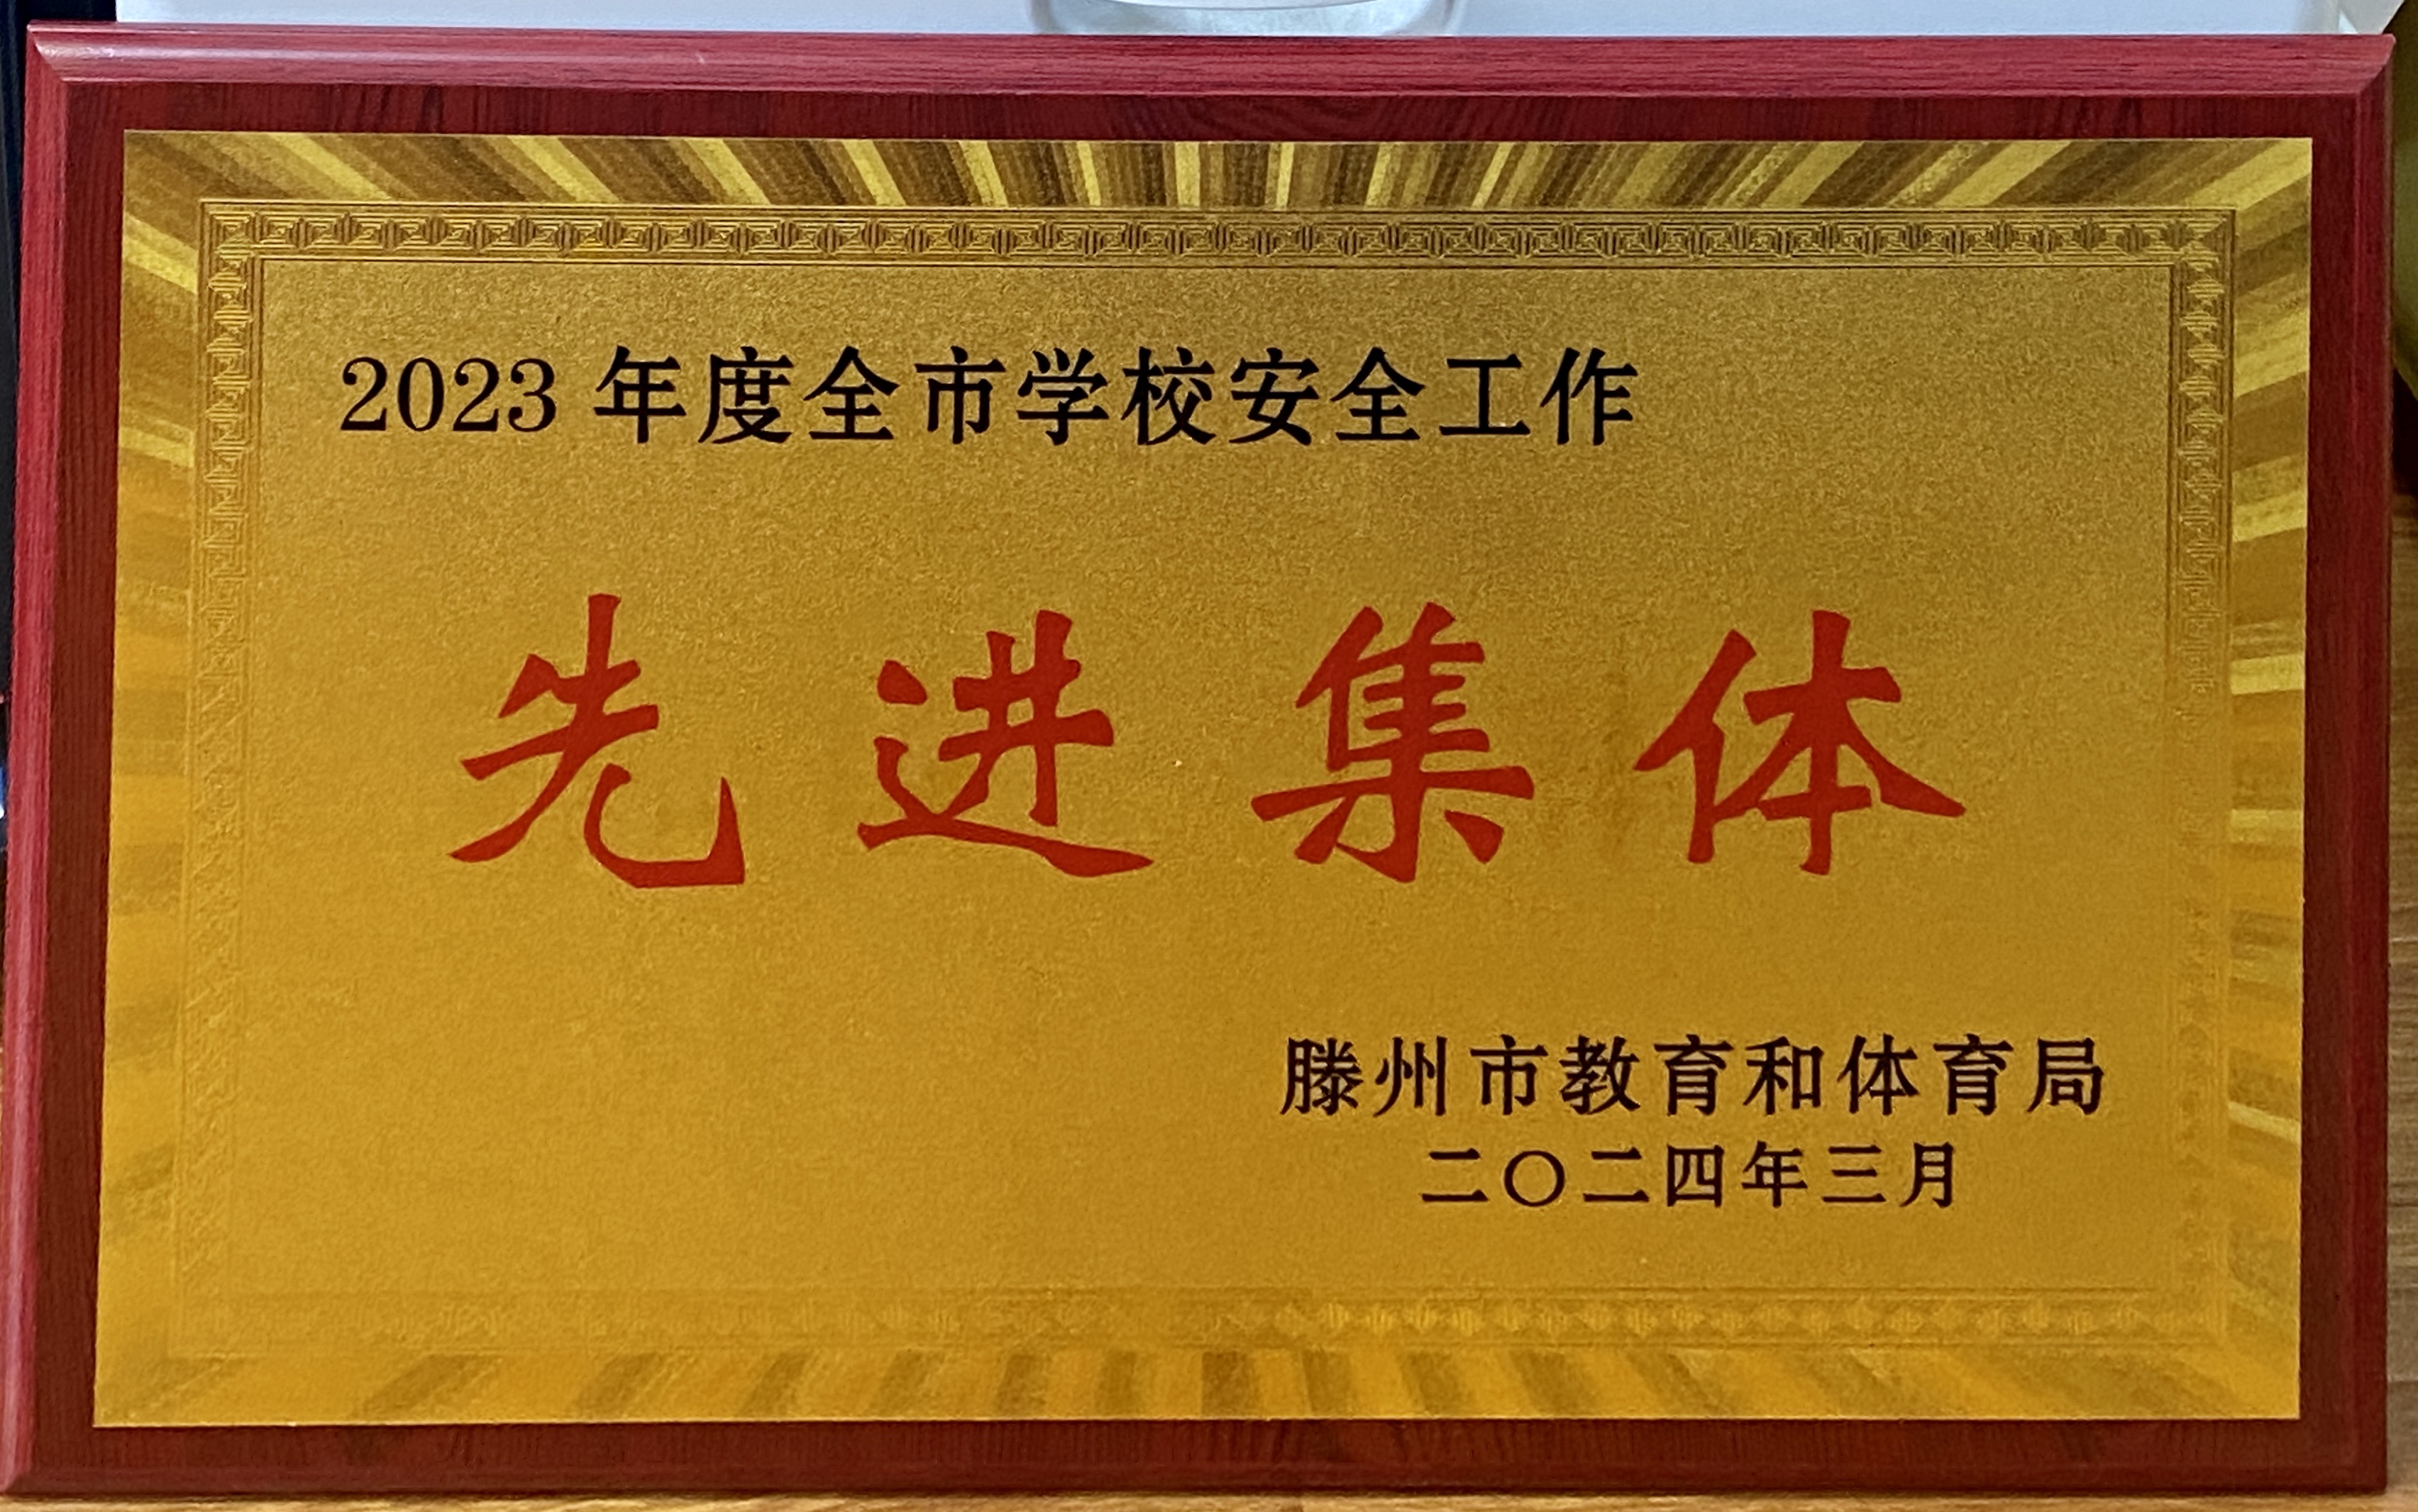 2023 年度全市学校安全工作
先进集体
滕州市教育和体育局
二〇二四年三月